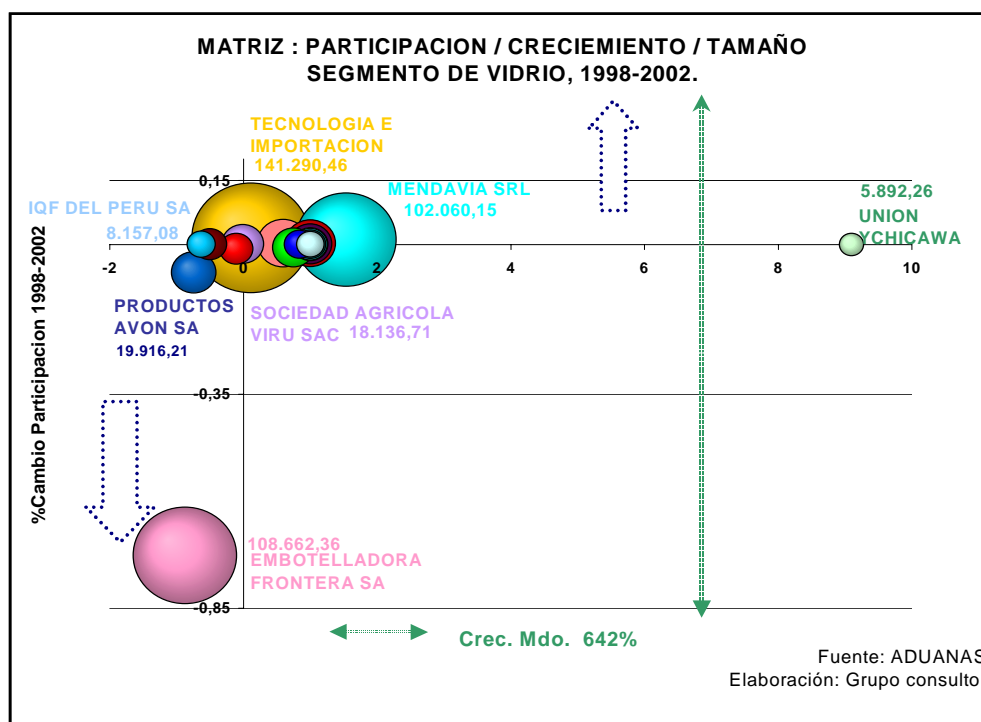 MATRIZ : PARTICIPACION / CRECIEMIENTO / TAMAÑO
SEGMENTO DE VIDRIO, 1998-2002.
TECNOLOGIA E
IMPORTACION
141.290,46
MENDAVIA SRL
102.060,15
5.892,26
UNION
YCHICAWA
IQF DEL PERU SA
8.157,08
0,15
-2
0
2
4
6
8
10
PRODUCTOS
AVON SA
19.916,21
SOCIEDAD AGRICOLA
VIRU SAC 18.136,71
-0,35
%Cambio Participacion 1998-2002
108.662,36
EMBOTELLADORA
FRONTERA SA
-0,85
Crec. Mdo. 642%
Fuente: ADUANAS
Elaboración: Grupo consulto